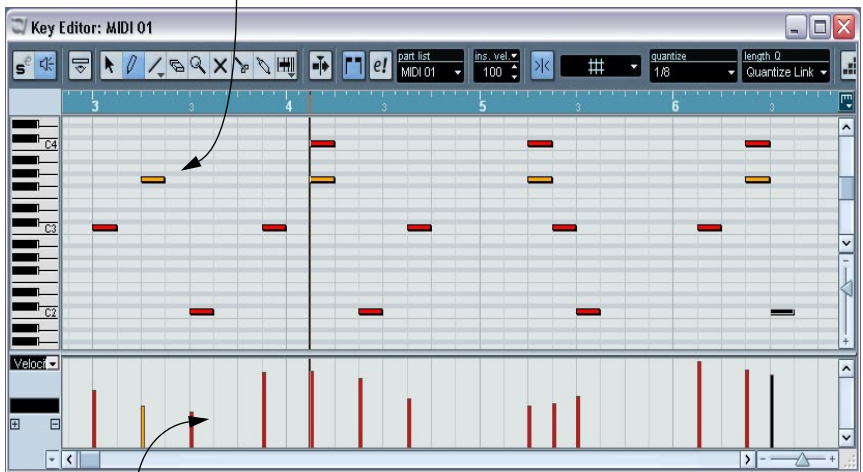 Key Editor: MIDI 01
part list
MIDI 01
ins. vel.
100
quantize
1/8
length Q
Quantize Link
3 3 4 3 5 3 6 3
C4
C3
C2
Veloci